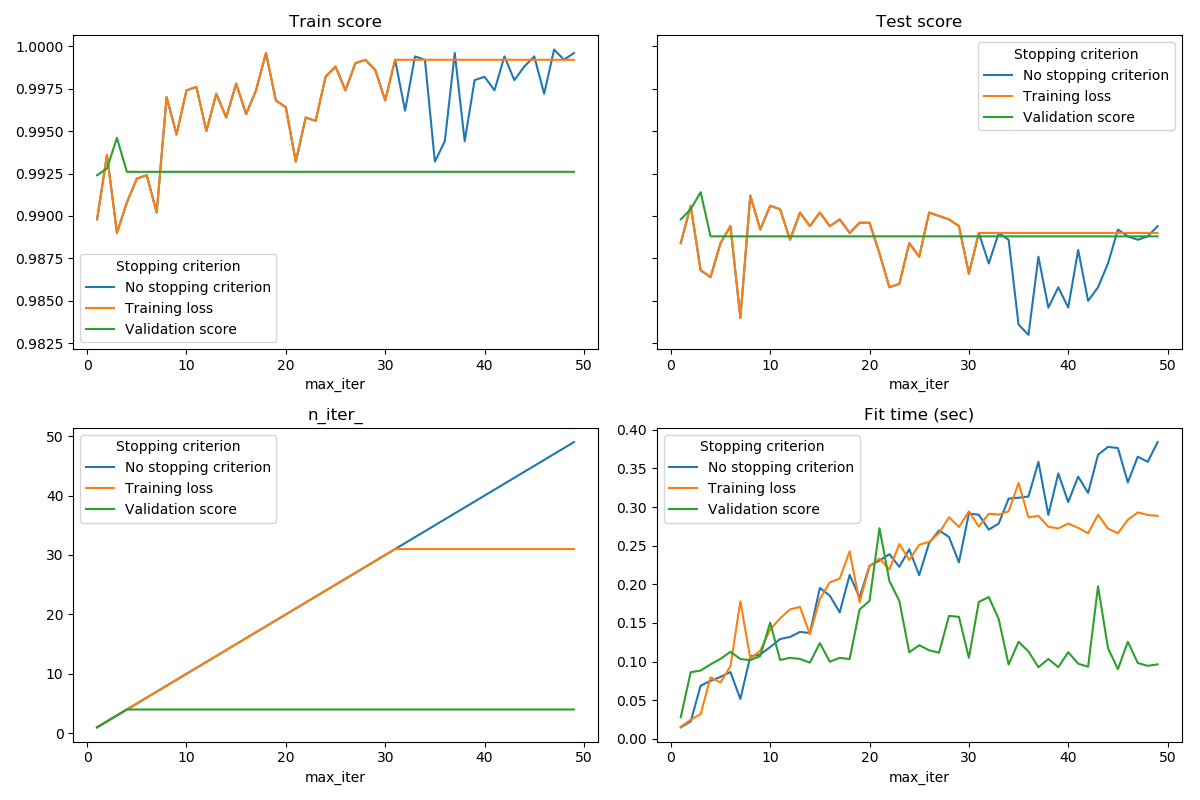 Train score
1.0000
0.9975
0.9950
0.9925
0.9900
0.9875
0.9850
0.9825
Stopping criterion
No stopping criterion
Training loss
Validation score
0 10 20 30 40 50
max_iter
Test score
Stopping criterion
No stopping criterion
Training loss
Validation score
0 10 20 30 40 50
max_iter
n_iter_
50
40
30
20
10
0
Stopping criterion
No stopping criterion
Training loss
Validation score
0 10 20 30 40 50
max_iter
Fit time (sec)
0.40
0.35
0.30
0.25
0.20
0.15
0.10
0.05
0.00
Stopping criterion
No stopping criterion
Training loss
Validation score
0 10 20 30 40 50
max_iter